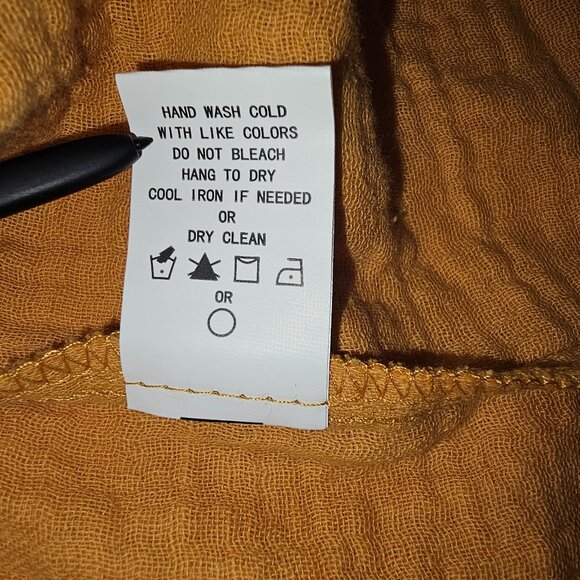 HAND WASH COLD
WITH LIKE COLORS
DO NOT BLEACH
HANG TO DRY
COOL IRON IF NEEDED
OR
DRY CLEAN
OR